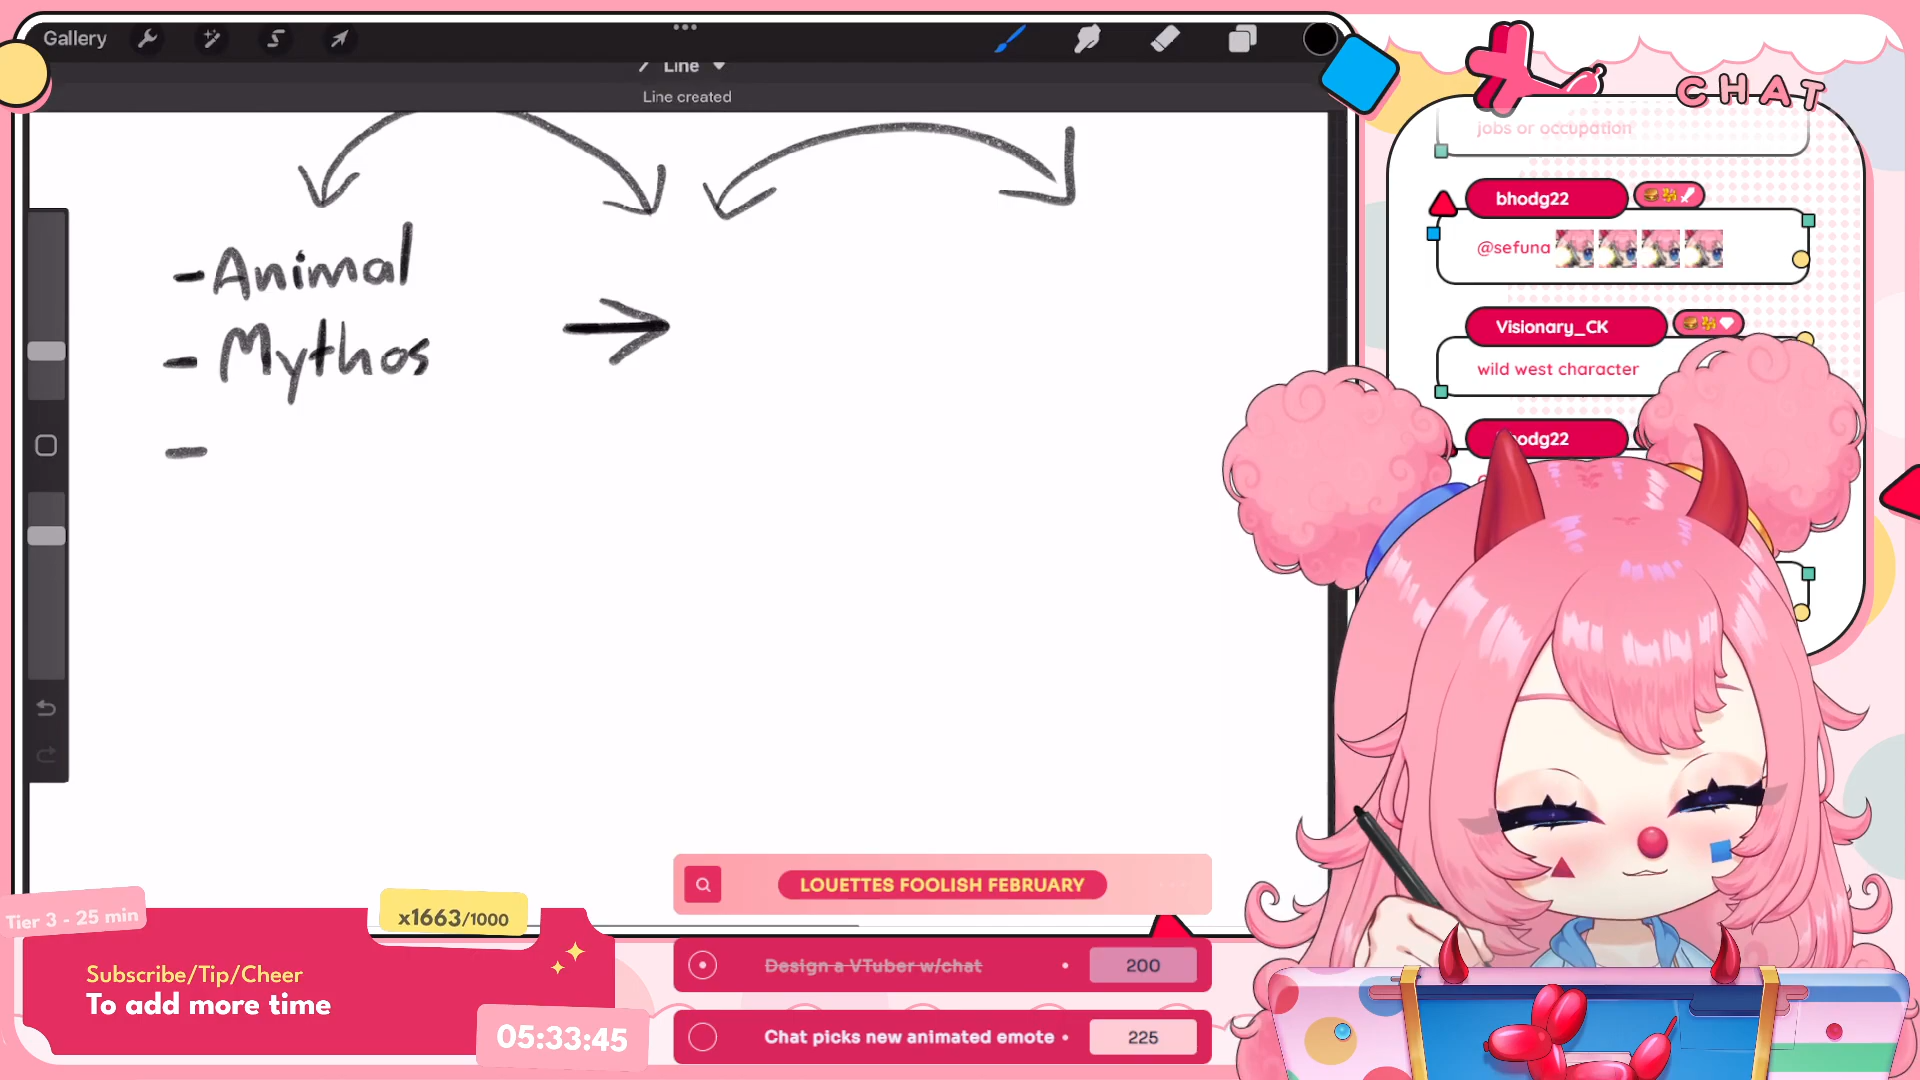 Gallery
Line
Line created
-Animal
- Mythos
-
CHAT
jobs or occupation
bhodg22
@sefuna
Visionary_CK
wild west character
LOUETTES FOOLISH FEBRUARY
Tier 3 - 25 min
x1663/1000
Subscribe/Tip/Cheer
To add more time
05:33:45
Design a VTuber w/chat • 200
Chat picks new animated emote • 225